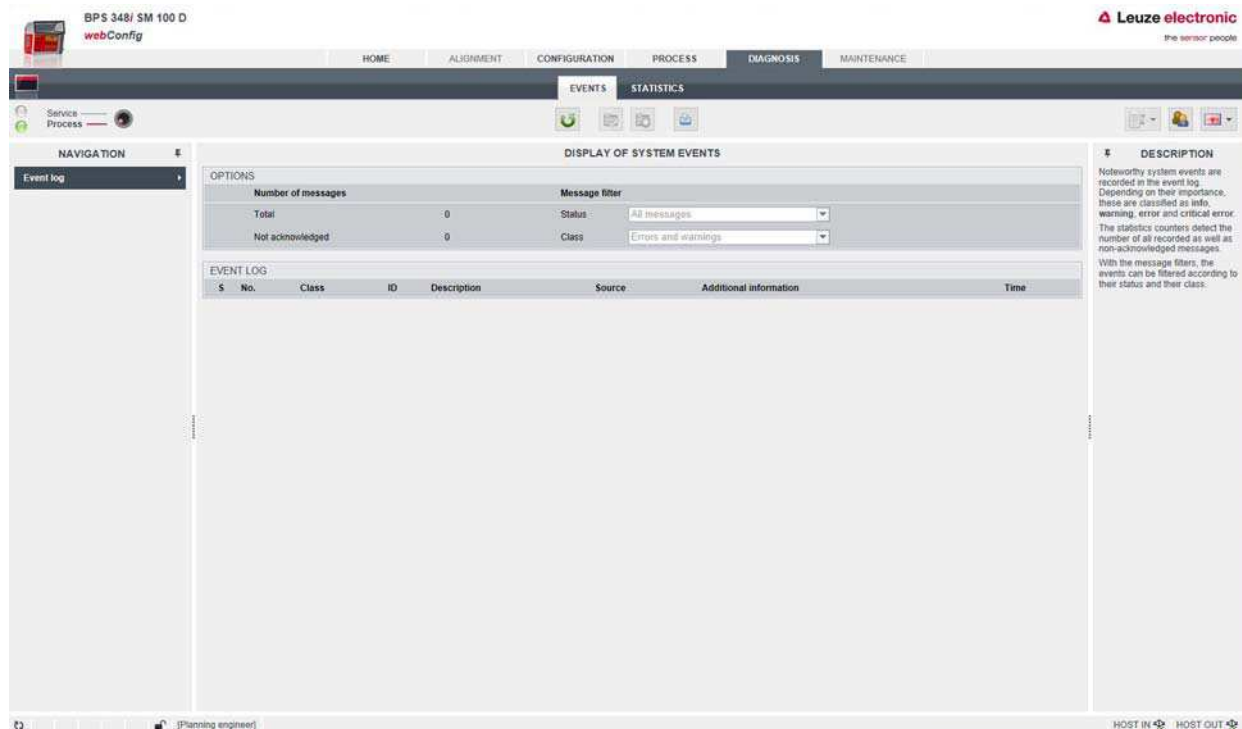 BPS 348i SM 100 D
webConfig
Leuze electronic
the sensor people
HOME ALIGNMENT CONFIGURATION PROCESS DIAGNOSIS MAINTENANCE
EVENTS STATISTICS
Service
Process
NAVIGATION
Event log
DISPLAY OF SYSTEM EVENTS
OPTIONS
Number of messages Message filter
Total 0 Status All messages
Not acknowledged 0 Class Errors and warnings
EVENT LOG
S No. Class ID Description Source Additional information Time
DESCRIPTION
Noteworthy system events are
recorded in the event log.
Depending on their importance,
these are classified as info,
warning, error and critical error.
The statistics counters detect the
number of all recorded as well as
non-acknowledged messages.
With the message filters, the
events can be filtered according to
their status and their class.
[Planning engineer]
HOST IN HOST OUT